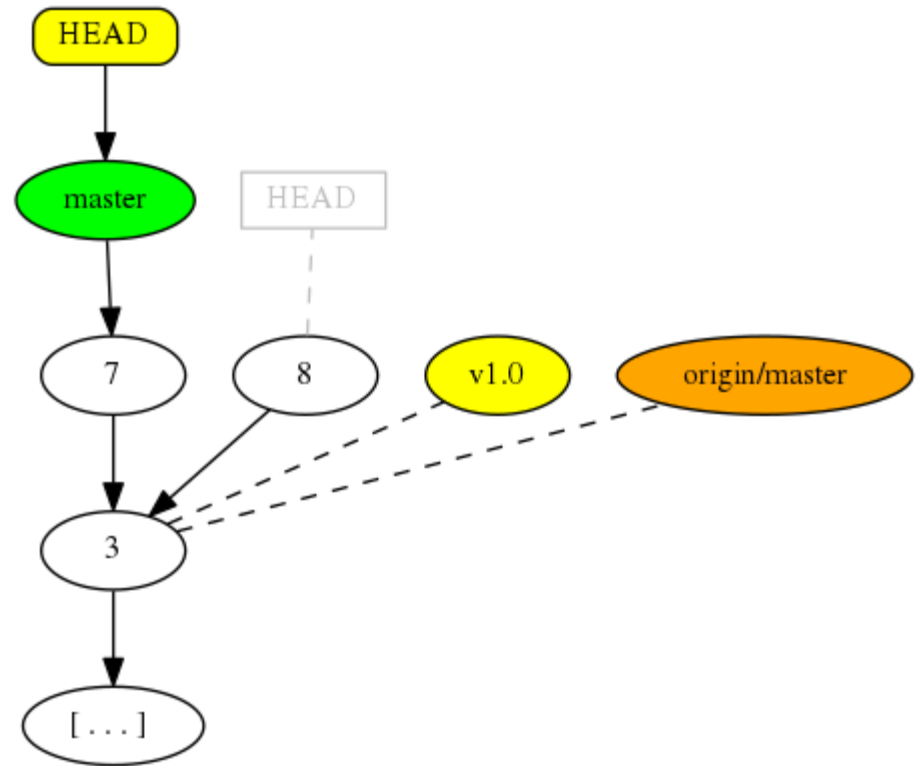 HEAD
master
HEAD
7
8
v1.0
origin/master
3
[ . . . ]